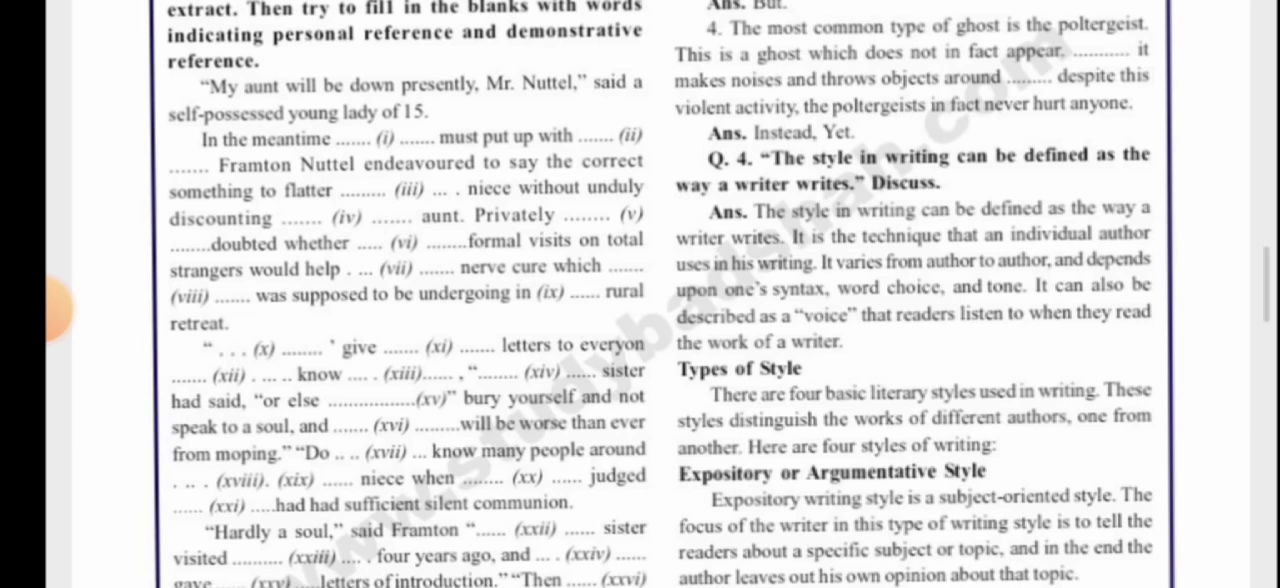 extract. Then try to fill in the blanks with words
indicating personal reference and demonstrative
reference.
“My aunt will be down presently, Mr. Nuttel,” said a
self-possessed young lady of 15.
In the meantime ....... (i) ....... must put up with ....... (ii)
....... Framton Nuttel endeavoured to say the correct
something to flatter ......... (iii) ... . niece without unduly
discounting ....... (iv) ....... aunt. Privately ........ (v)
........doubted whether ..... (vi) ........formal visits on total
strangers would help . ... (vii) ....... nerve cure which .......
(viii) ....... was supposed to be undergoing in (ix) ...... rural
retreat.
“ . . . (x) ........ ’ give ....... (xi) ....... letters to everyon
....... (xii) . ... .. know .... . (xiii)...... , “........ (xiv) ...... sister
had said, “or else .................(xv)” bury yourself and not
speak to a soul, and ....... (xvi) .........will be worse than ever
from moping.” “Do .. .. (xvii) ... know many people around
. .. . (xviii). (xix) ...... niece when ........ (xx) ...... judged
...... (xxi) .....had had sufficient silent communion.
“Hardly a soul,” said Framton “...... (xxii) ...... sister
visited .......... (xxiii) .... . four years ago, and ... . (xxiv) ......
gave ...... (xxv) ....letters of introduction.” “Then ...... (xxvi)
Ans. But.
4. The most common type of ghost is the poltergeist.
This is a ghost which does not in fact appear. ........... it
makes noises and throws objects around ......... despite this
violent activity, the poltergeists in fact never hurt anyone.
Ans. Instead, Yet.
Q. 4. “The style in writing can be defined as the
way a writer writes.” Discuss.
Ans. The style in writing can be defined as the way a
writer writes. It is the technique that an individual author
uses in his writing. It varies from author to author, and depends
upon one’s syntax, word choice, and tone. It can also be
described as a “voice” that readers listen to when they read
the work of a writer.
Types of Style
There are four basic literary styles used in writing. These
styles distinguish the works of different authors, one from
another. Here are four styles of writing:
Expository or Argumentative Style
Expository writing style is a subject-oriented style. The
focus of the writer in this type of writing style is to tell the
readers about a specific subject or topic, and in the end the
author leaves out his own opinion about that topic.
www.studybadshah.com